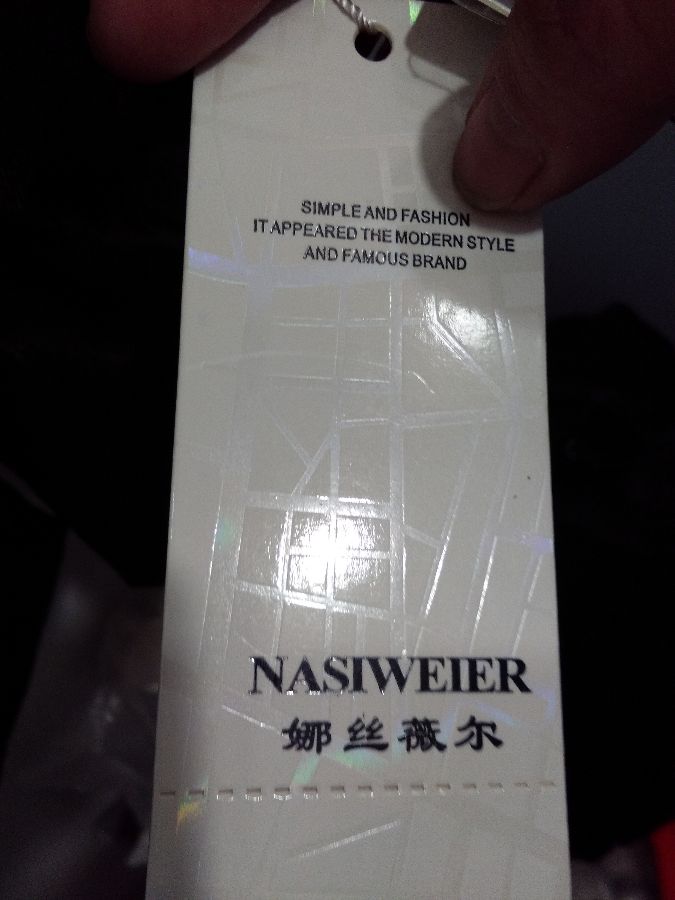 SIMPLE AND FASHION
IT APPEARED THE MODERN STYLE
AND FAMOUS BRAND
NASIWEIER
娜丝薇尔